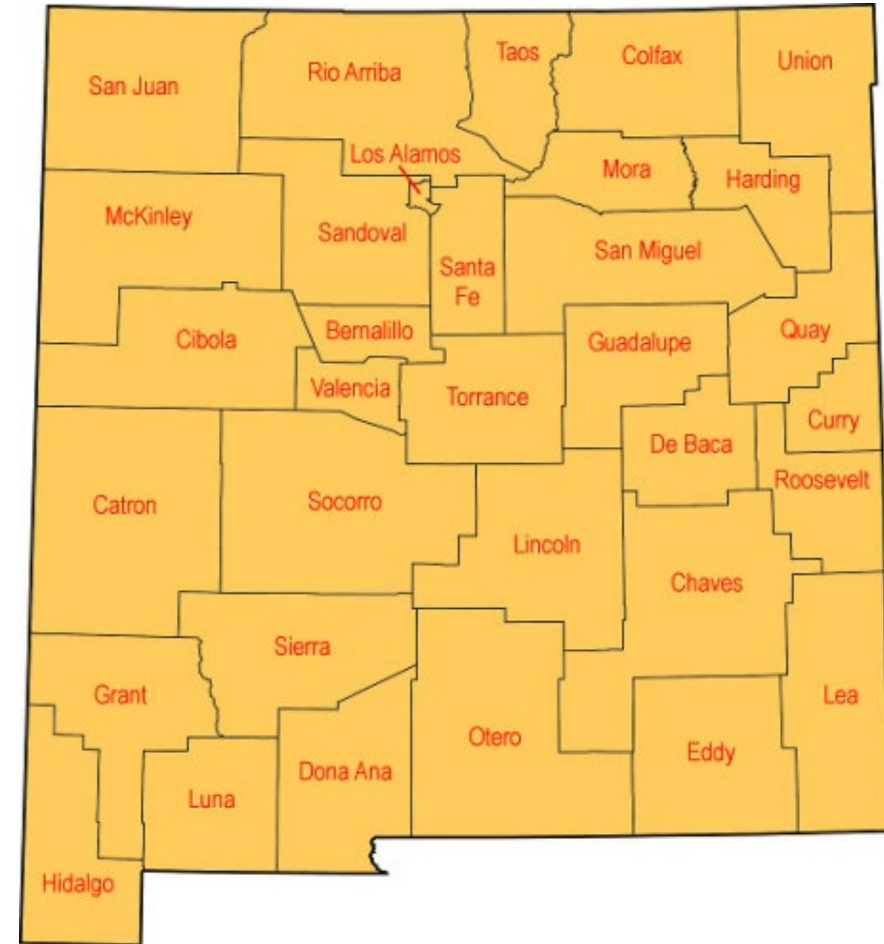 San Juan
Rio Arriba
Taos
Colfax
Union
Los Alamos
Mora
Harding
McKinley
Sandoval
San Miguel
Santa
Fe
Cibola
Bernalillo
Guadalupe
Quay
Valencia
Torrance
Curry
De Baca
Roosevelt
Catron
Socorro
Lincoln
Chaves
Sierra
Grant
Lea
Otero
Eddy
Dona Ana
Luna
Hidalgo